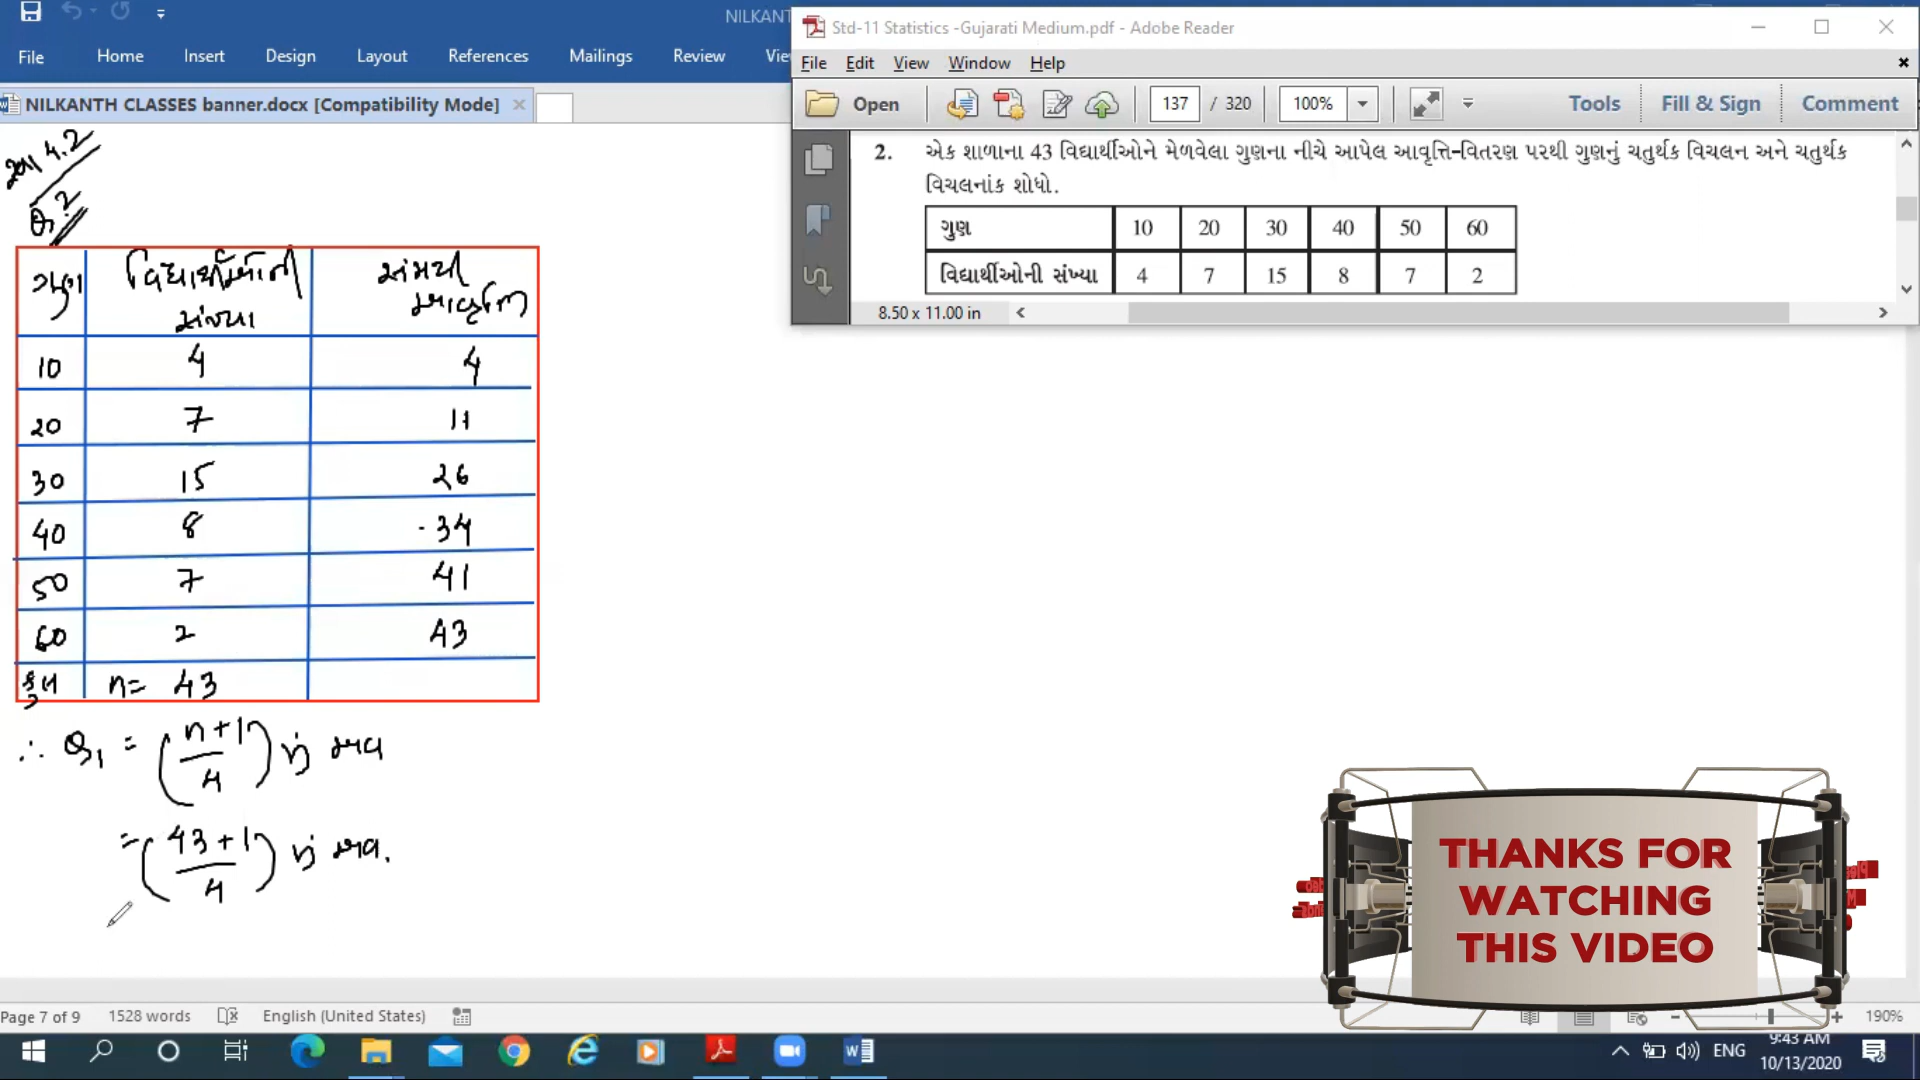 NILKANTH
File Home Insert Design Layout References Mailings Review
NILKANTH CLASSES banner.docx [Compatibility Mode]
Std-11 Statistics -Gujarati Medium.pdf - Adobe Reader
File Edit View Window Help
Open 137 / 320 100% Tools Fill & Sign Comment
2. એક શાળાના 43 વિદ્યાર્થીઓને મેળવેલા ગુણના નીચે આપેલ આવૃત્તિ-વિતરણ પરથી ગુણનું ચતુર્થક વિચલન અને ચતુર્થક
વિચલનાંક શોધો.
ગુણ 10 20 30 40 50 60
વિદ્યાર્થીઓની સંખ્યા 4 7 15 8 7 2
8.50 x 11.00 in
4.2
ગુણ વિદ્યાર્થીઓની સંખ્યા સંચયી આવૃત્તિ
10 4 4
20 7 11
30 15 26
40 8 34
50 7 41
60 2 43
કુલ n= 43
∴ Q₁ = (n+1/4) નું
= (43+1/4) નું
THANKS FOR
WATCHING
THIS VIDEO
Page 7 of 9 1528 words English (United States) 190%
ENG
9:43 AM
10/13/2020